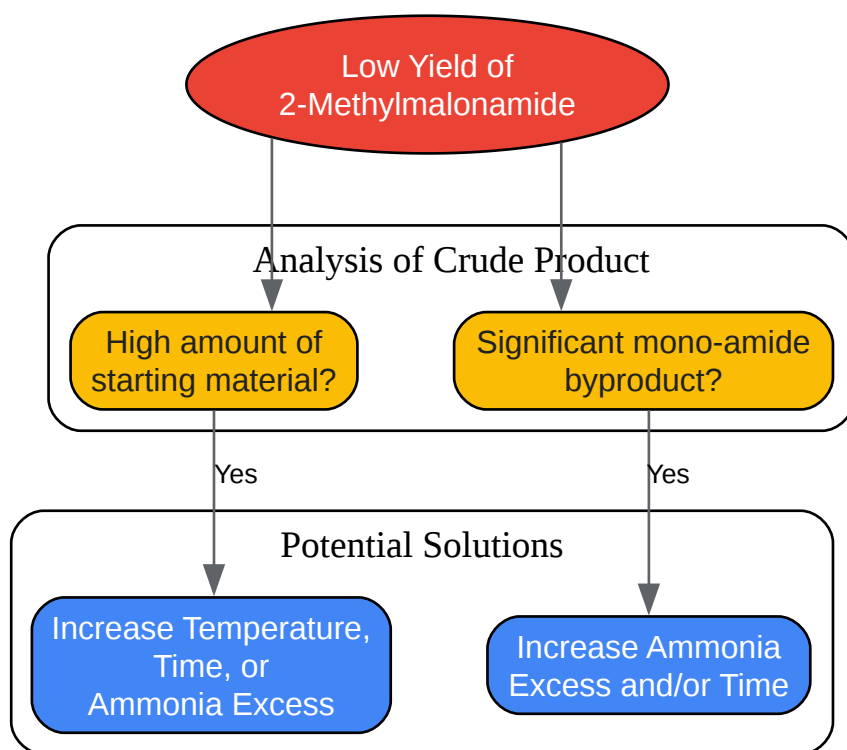 Low Yield of
2-Methylmalonamide
Analysis of Crude Product
High amount of
starting material?
Significant mono-amide
byproduct?
Yes
Yes
Potential Solutions
Increase Temperature,
Time, or
Ammonia Excess
Increase Ammonia
Excess and/or Time